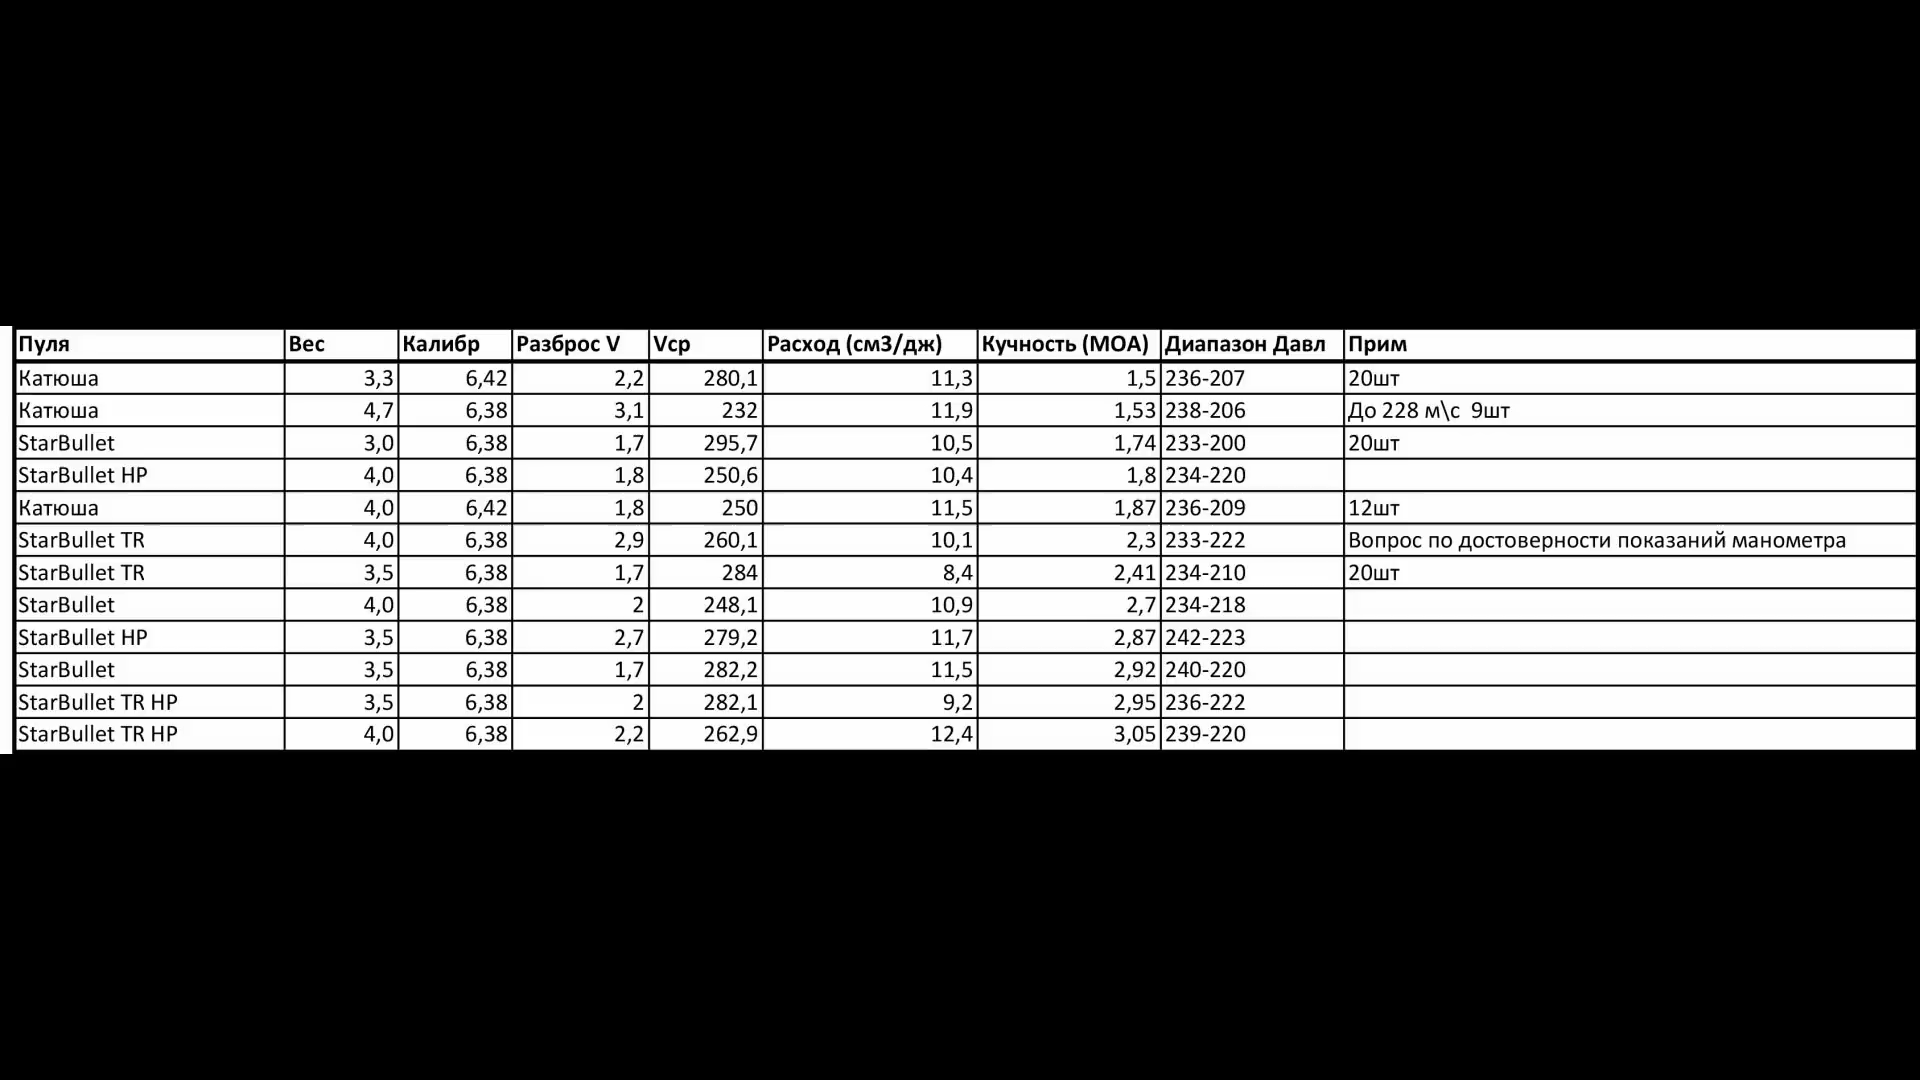 Пуля Вес Калибр Разброс V Vср Расход (см3/дж) Кучность (МОА) Диапазон Давл Прим
Катюша 3,3 6,42 2,2 280,1 11,3 1,5 236-207 20шт
Катюша 4,7 6,38 3,1 232 11,9 1,53 238-206 До 228 м\с 9шт
StarBullet 3,0 6,38 1,7 295,7 10,5 1,74 233-200 20шт
StarBullet HP 4,0 6,38 1,8 250,6 10,4 1,8 234-220
Катюша 4,0 6,42 1,8 250 11,5 1,87 236-209 12шт
StarBullet TR 4,0 6,38 2,9 260,1 10,1 2,3 233-222 Вопрос по достоверности показаний манометра
StarBullet TR 3,5 6,38 1,7 284 8,4 2,41 234-210 20шт
StarBullet 4,0 6,38 2 248,1 10,9 2,7 234-218
StarBullet HP 3,5 6,38 2,7 279,2 11,7 2,87 242-223
StarBullet 3,5 6,38 1,7 282,2 11,5 2,92 240-220
StarBullet TR HP 3,5 6,38 2 282,1 9,2 2,95 236-222
StarBullet TR HP 4,0 6,38 2,2 262,9 12,4 3,05 239-220